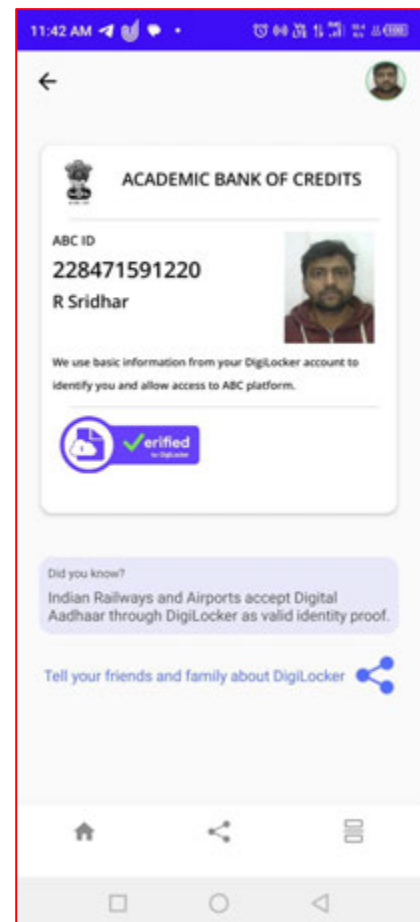 11:42 AM
ACADEMIC BANK OF CREDITS
ABC ID
228471591220
R Sridhar
We use basic information from your DigiLocker account to
identify you and allow access to ABC platform.
Verified
by DigiLocker
Did you know?
Indian Railways and Airports accept Digital
Aadhaar through DigiLocker as valid identity proof.
Tell your friends and family about DigiLocker